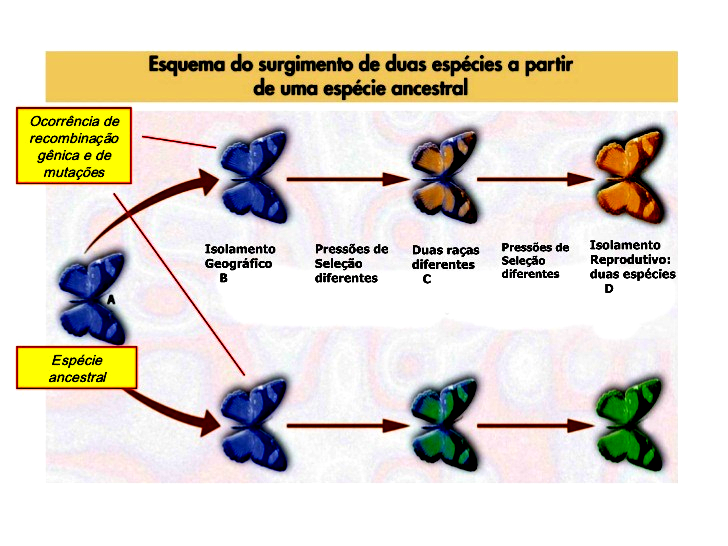 Esquema do surgimento de duas espécies a partir
de uma espécie ancestral
Ocorrência de
recombinação
gênica e de
mutações
Isolamento
Geográfico
B
Pressões de
Seleção
diferentes
Duas raças
diferentes
C
Pressões de
Seleção
diferentes
Isolamento
Reprodutivo:
duas espécies
D
A
Espécie
ancestral